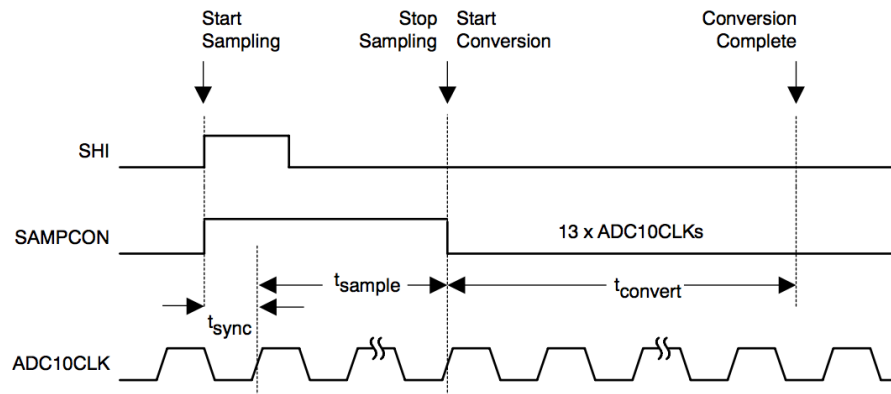 Start
Sampling
Stop
Sampling
Start
Conversion
Conversion
Complete
SHI
SAMPCON
13 x ADC10CLKs
tsample
tconvert
tsync
ADC10CLK